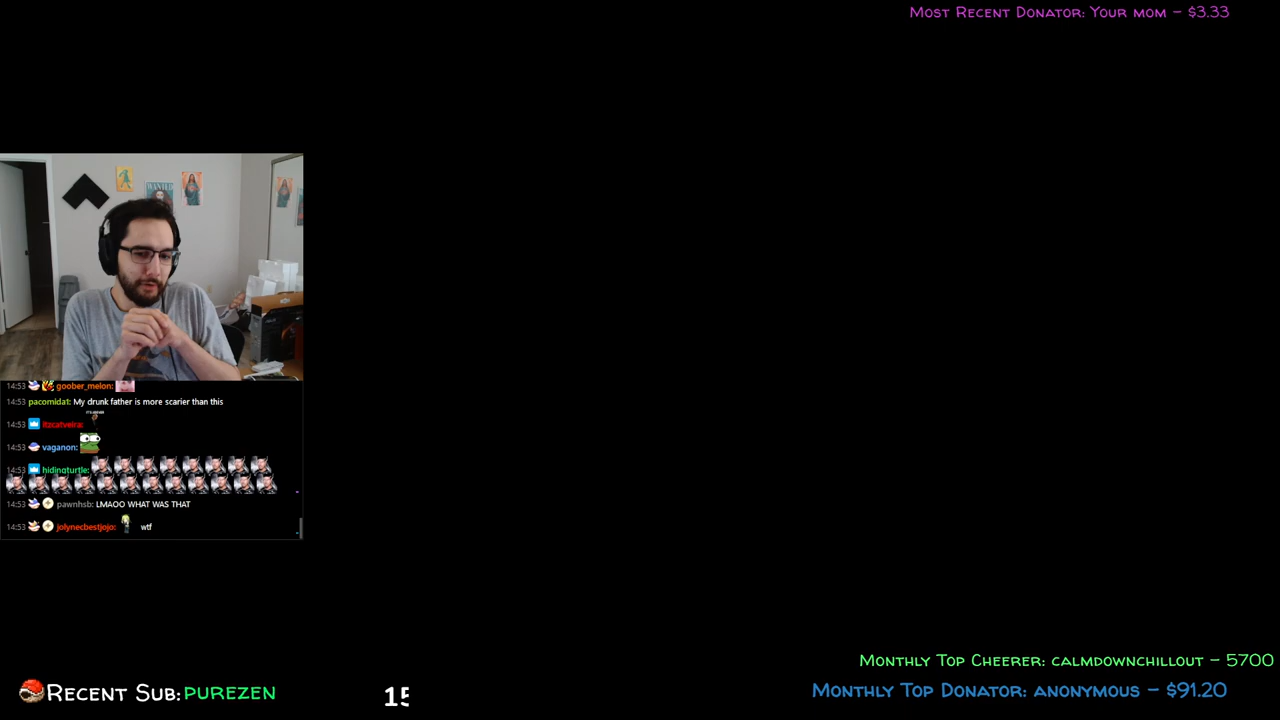 Most Recent Donator: Your mom - $3.33
WANTED
14:53 goober_melon:
14:53 pacomida1: My drunk father is more scarier than this
14:53 itzcatveira:
14:53 vaganon:
14:53 hidingturtle:
14:53 pawnhsb: LMAOO WHAT WAS THAT
14:53 jolynecbestjojo: wtf
Monthly Top Cheerer: calmdownchillout - 5700
Recent Sub: purezen
15
Monthly Top Donator: anonymous - $91.20